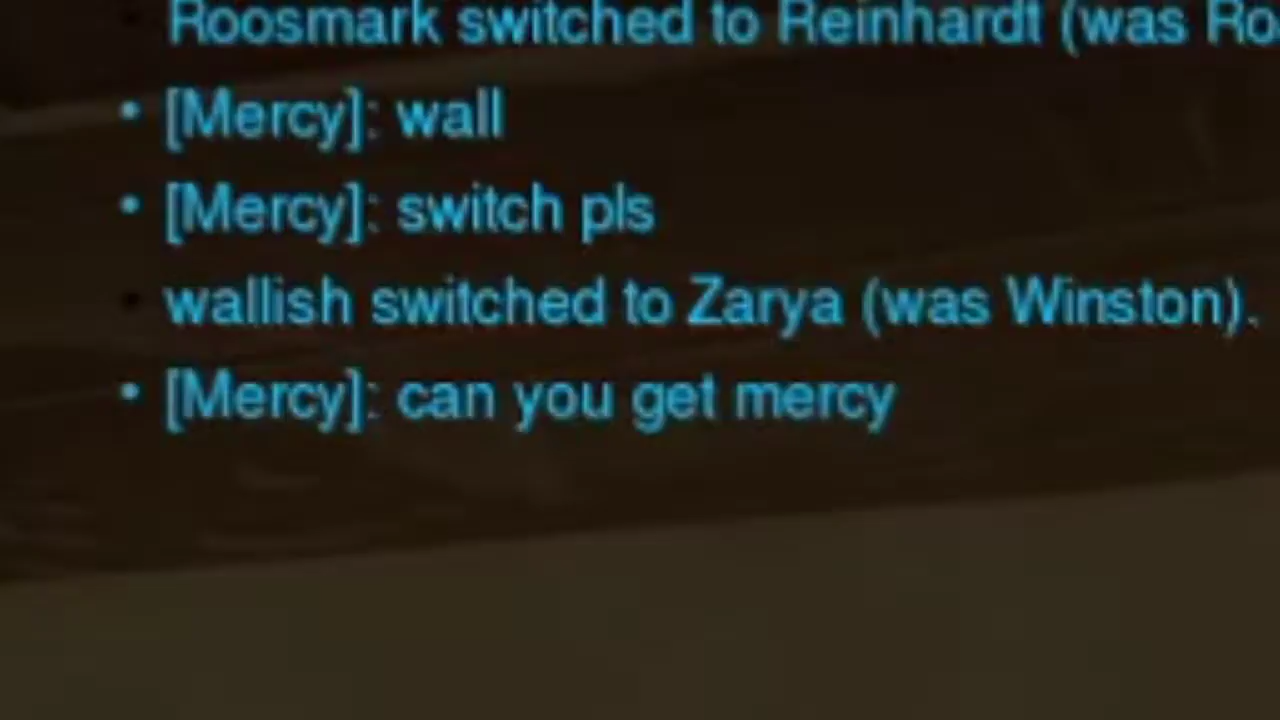 Roosmark switched to Reinhardt (was Ro
• [Mercy]: wall
• [Mercy]: switch pls
wallish switched to Zarya (was Winston).
• [Mercy]: can you get mercy